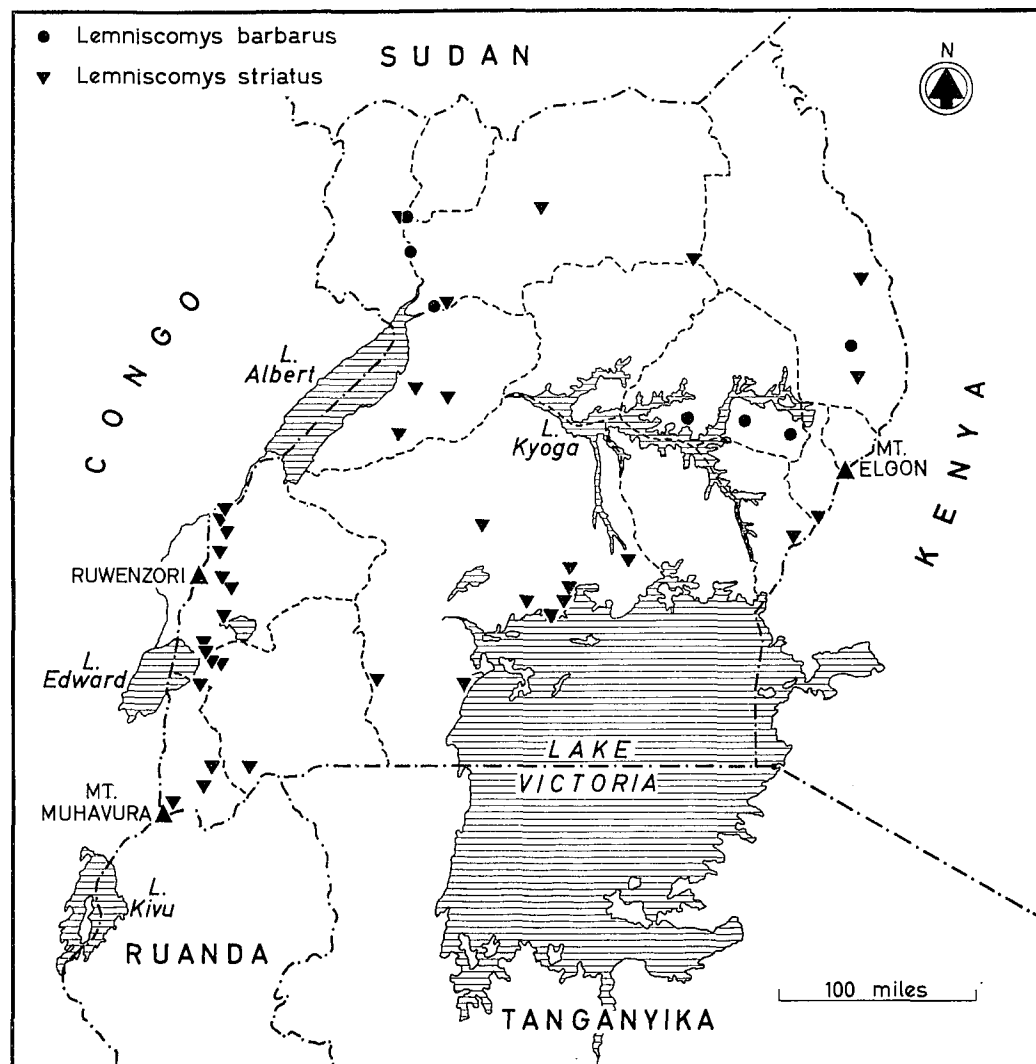 Lemniscomys barbarus
Lemniscomys striatus
SUDAN
N
CONGO
L.
Albert
L.
Kyoga
MT.
ELGON
KENYA
RUWENZORI
L.
Edward
LAKE
VICTORIA
MT.
MUHAVURA
L.
Kivu
RUANDA
TANGANYIKA
100 miles